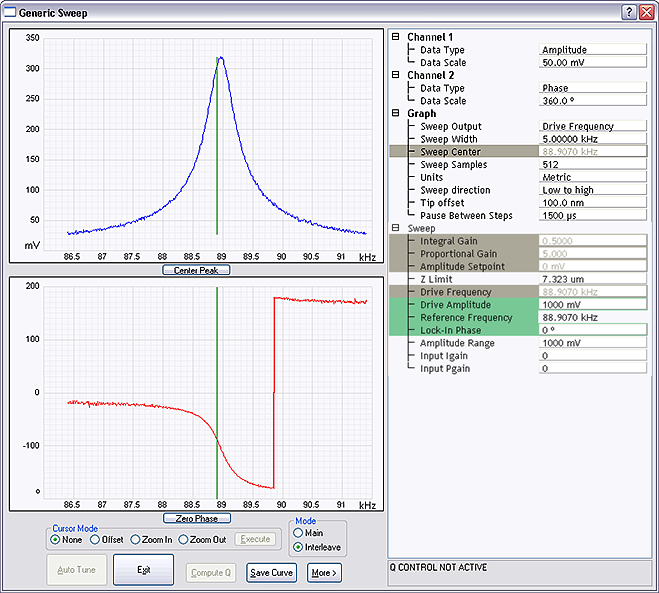 Generic Sweep
350
300
250
200
150
100
50
mV
86.5 87 87.5 88 88.5 89 89.5 90 90.5 91 kHz
Center Peak
200
100
0
-100
0
86.5 87 87.5 88 88.5 89 89.5 90 90.5 91 kHz
Zero Phase
Cursor Mode
None Offset Zoom In Zoom Out Execute
Mode
Main
Interleave
Auto Tune Exit Compute Q Save Curve More >
Channel 1
Data Type Amplitude
Data Scale 50.00 mV
Channel 2
Data Type Phase
Data Scale 360.0 º
Graph
Sweep Output Drive Frequency
Sweep Width 5.00000 kHz
Sweep Center 88.9070 kHz
Sweep Samples 512
Units Metric
Sweep direction Low to high
Tip offset 100.0 nm
Pause Between Steps 1500 µs
Sweep
Integral Gain 0.5000
Proportional Gain 5.000
Amplitude Setpoint 0 mV
Z Limit 7.323 um
Drive Frequency 88.9070 kHz
Drive Amplitude 1000 mV
Reference Frequency 88.9070 kHz
Lock-In Phase 0 º
Amplitude Range 1000 mV
Input Igain 0
Input Pgain 0
Q CONTROL NOT ACTIVE